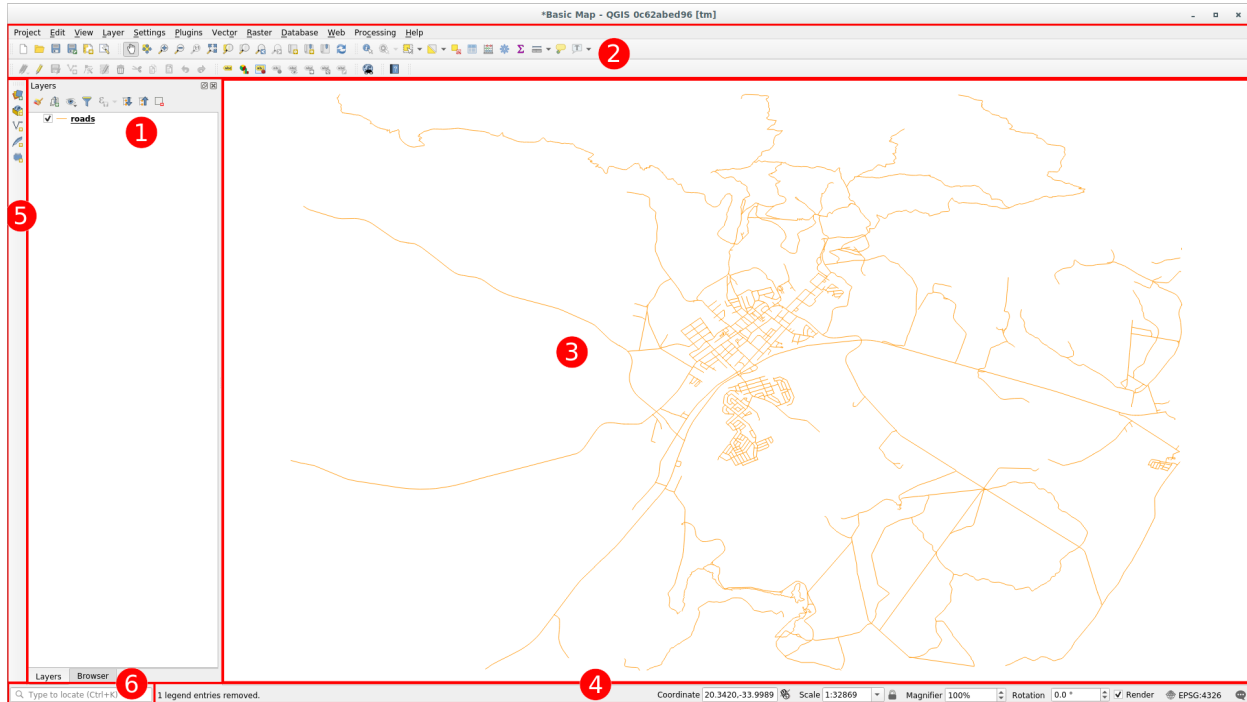 *Basic Map - QGIS 0c62abed96 [tm]
Project Edit View Layer Settings Plugins Vector Raster Database Web Processing Help
2
Layers
1
roads
5
3
Layers Browser
6
4
Type to locate (Ctrl+K) 1 legend entries removed. Coordinate 20.3420,-33.9989 Scale 1:32869 Magnifier 100% Rotation 0.0 ° Render EPSG:4326